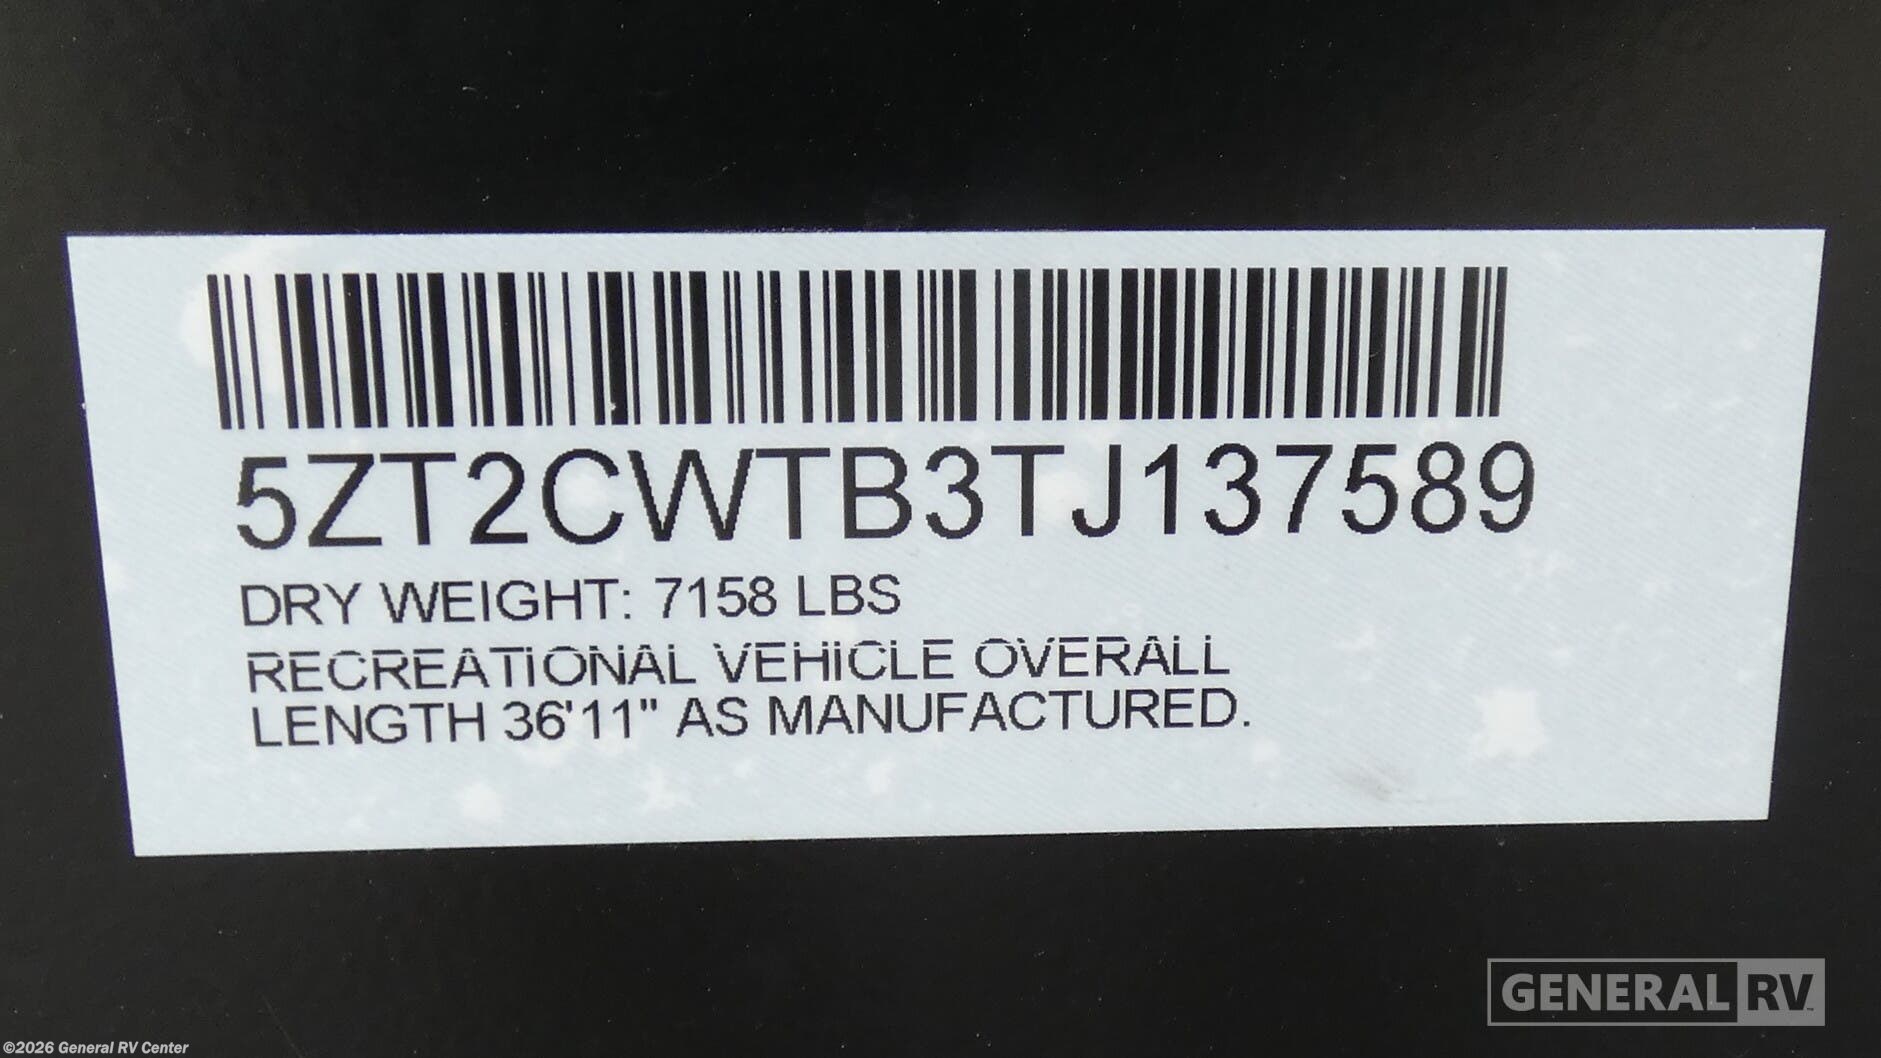 5ZT2CWTB3TJ137589
DRY WEIGHT: 7158 LBS
RECREATIONAL VEHICLE OVERALL
LENGTH 36'11" AS MANUFACTURED.
GENERAL RV
©2026 General RV Center